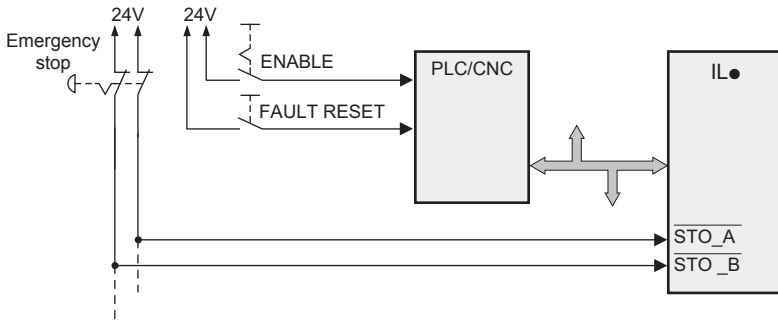 24V
24V
Emergency
stop
ENABLE
FAULT RESET
PLC/CNC
IL●
STO_A
STO _B